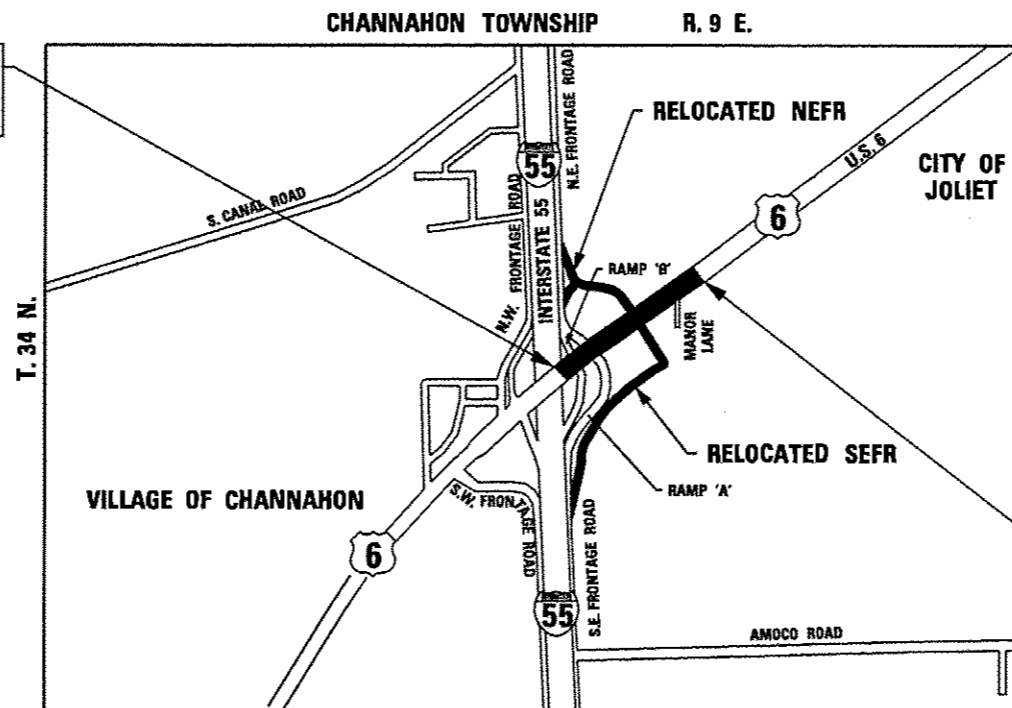 CHANNAHON TOWNSHIP R. 9 E.
N.E. FRONTAGE ROAD
RELOCATED NEFR
U.S. 6
CITY OF
JOLIET
55
S. CANAL ROAD
N.W. FRONTAGE ROAD
INTERSTATE 55
6
RAMP 'B'
T. 34 N.
MANOR
LANE
RELOCATED SEFR
RAMP 'A'
VILLAGE OF CHANNAHON
S.W. FRONTAGE ROAD
S.E. FRONTAGE ROAD
6
55
AMOCO ROAD